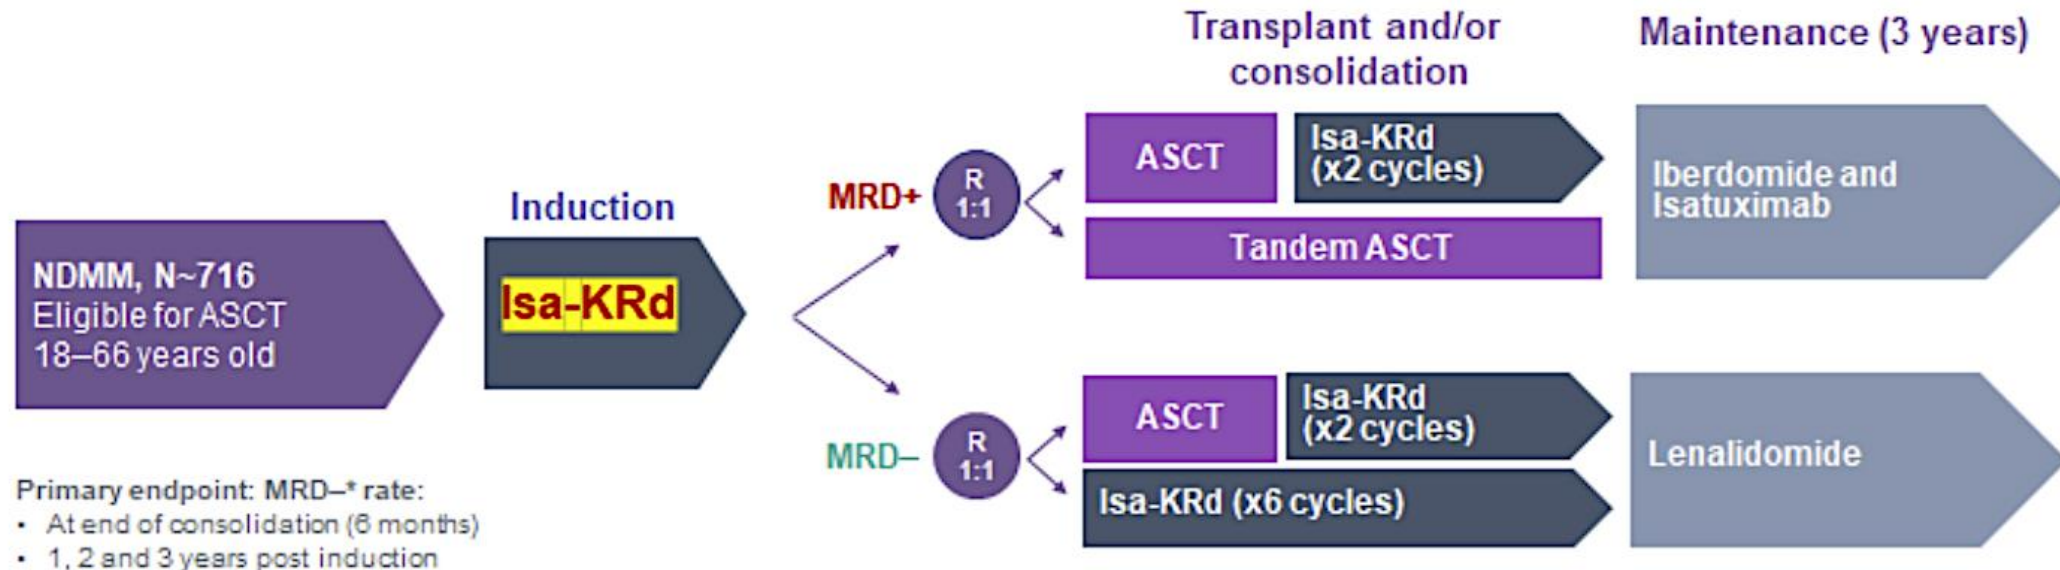 Transplant and/or
consolidation
Maintenance (3 years)
NDMM, N~716
Eligible for ASCT
18–66 years old
Induction
Isa-KRd
MRD+
R
1:1
ASCT
Isa-KRd
(x2 cycles)
Tandem ASCT
Iberdomide and
Isatuximab
MRD–
R
1:1
ASCT
Isa-KRd
(x2 cycles)
Isa-KRd (x6 cycles)
Lenalidomide
Primary endpoint: MRD–* rate:
• At end of consolidation (6 months)
• 1, 2 and 3 years post induction